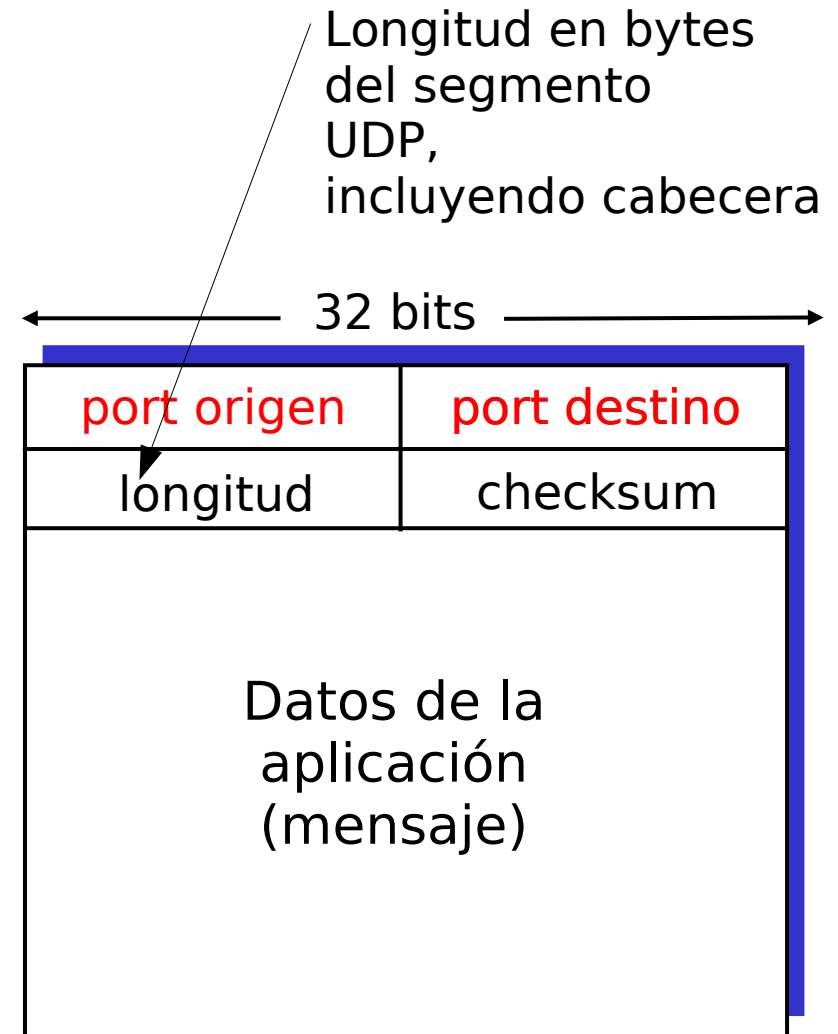 Longitud en bytes
del segmento
UDP,
incluyendo cabecera
32 bits
port origen
port destino
longitud
checksum
Datos de la
aplicación
(mensaje)